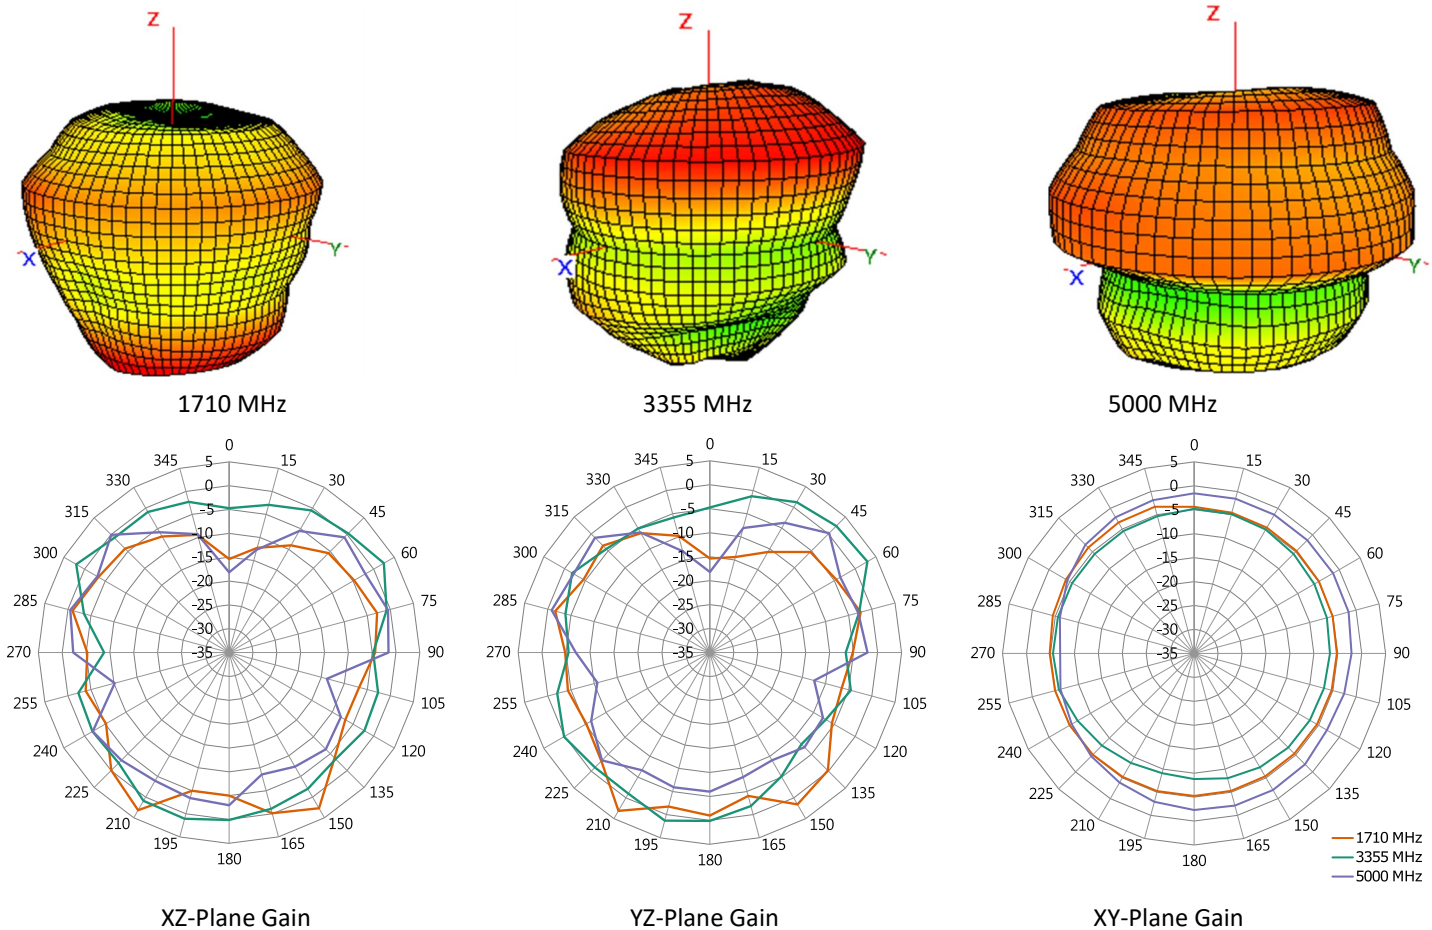 Z Z Z
X Y X Y X Y
1710 MHz 3355 MHz 5000 MHz
0 0 0
345 5 15 345 5 15 345 5 15
330 0 30 330 0 30 330 0 30
315 -5 45 315 -5 45 315 -5 45
-10 -10 -10
300 -15 60 300 -15 60 300 -15 60
-20 -20 -20
285 -25 75 285 -25 75 285 -25 75
-30 -30 -30
270 -35 90 270 -35 90 270 -35 90
255 105 255 105 255 105
240 120 240 120 240 120
225 135 225 135 225 135
210 150 210 150 210 150
195 165 195 165 195 165
180 180 180
1710 MHz
3355 MHz
5000 MHz
XZ-Plane Gain YZ-Plane Gain XY-Plane Gain